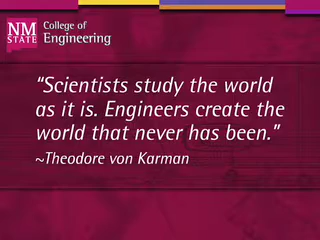 NM
STATE
College of
Engineering
“Scientists study the world
as it is. Engineers create the
world that never has been.”
~Theodore von Karman